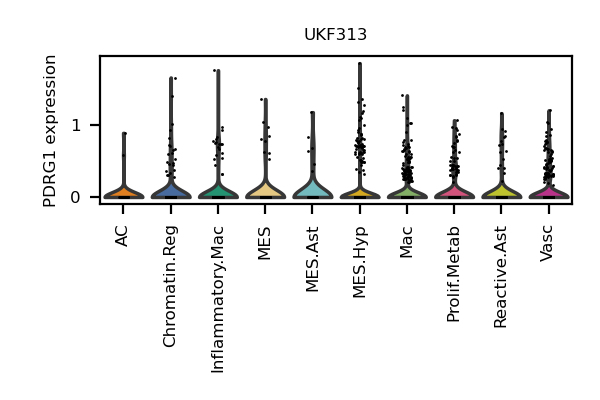 UKF313
PDRG1 expression
1
0
AC
Chromatin.Reg
Inflammatory.Mac
MES
MES.Ast
MES.Hyp
Mac
Prolif.Metab
Reactive.Ast
Vasc